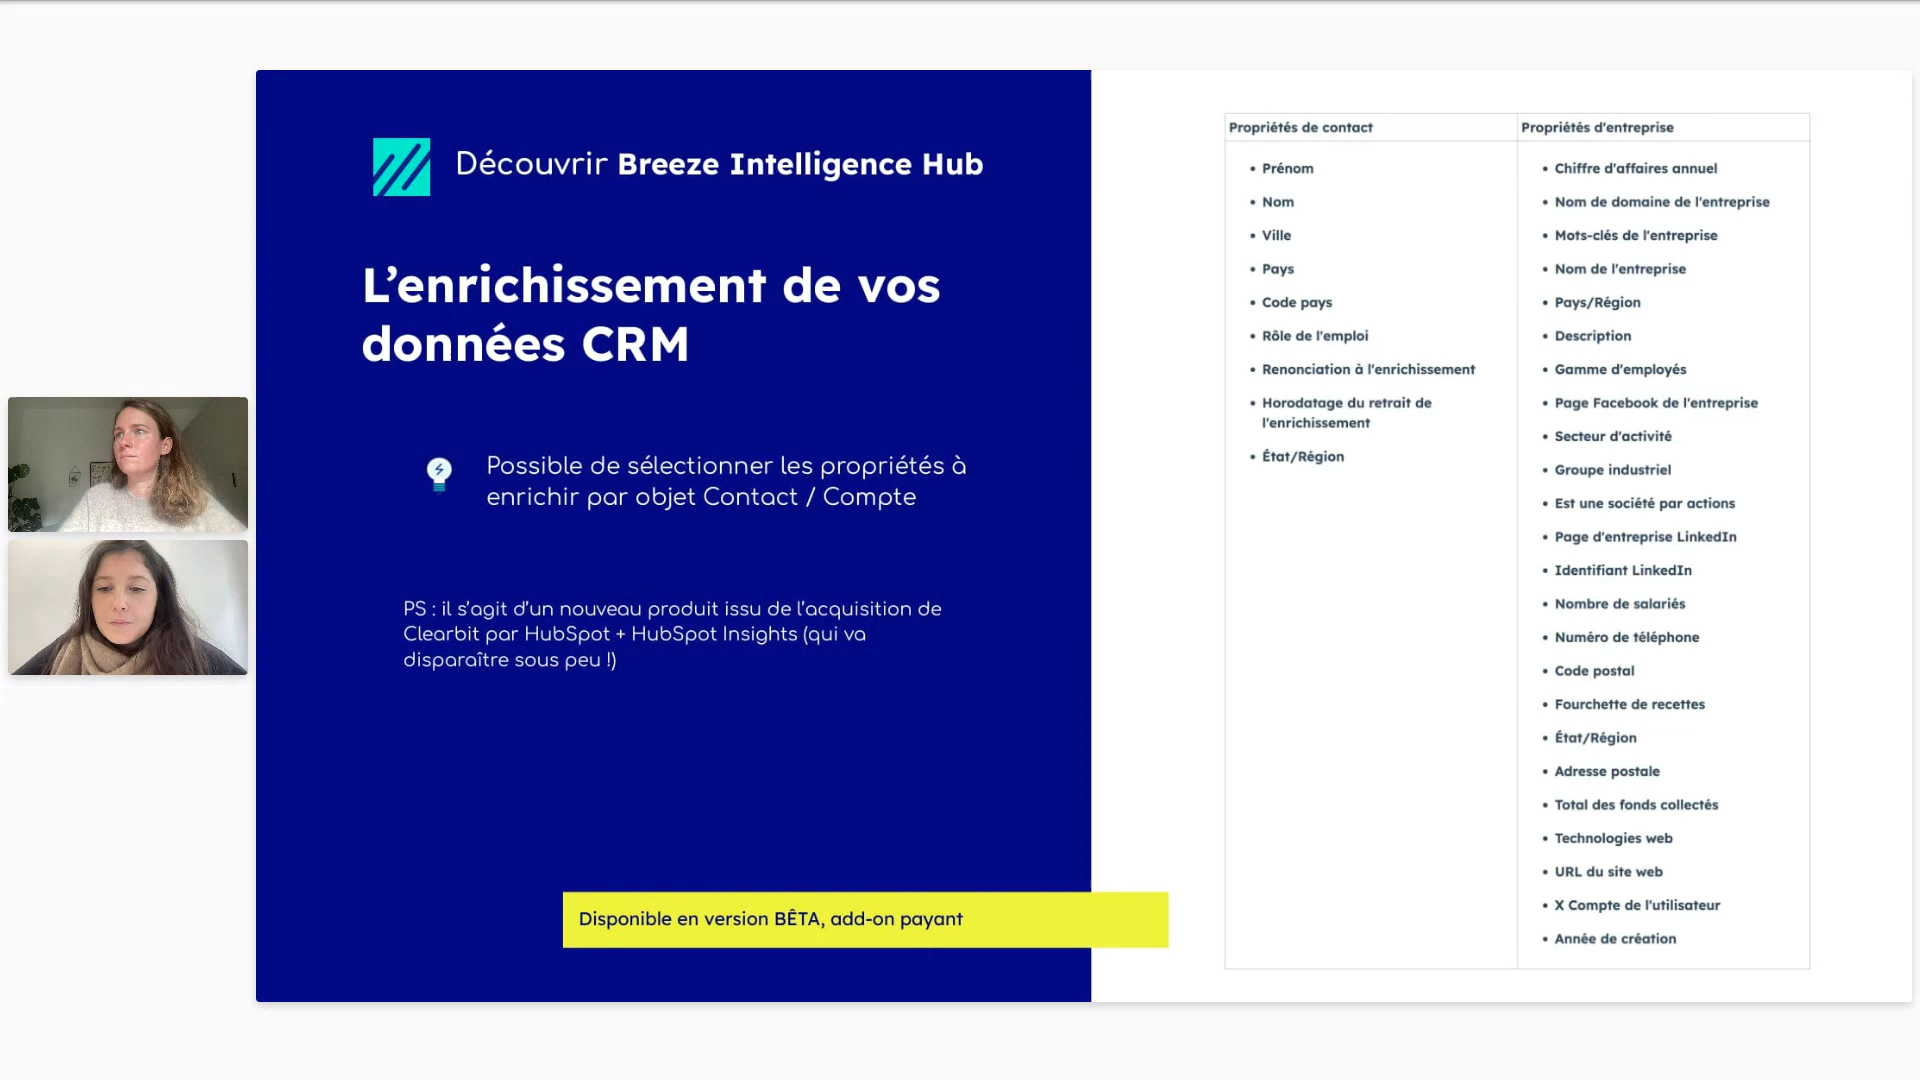 Découvrir Breeze Intelligence Hub
L’enrichissement de vos
données CRM
Possible de sélectionner les propriétés à
enrichir par objet Contact / Compte
PS : il s’agit d’un nouveau produit issu de l’acquisition de
Clearbit par HubSpot + HubSpot Insights (qui va
disparaître sous peu !)
Disponible en version BÊTA, add-on payant
Propriétés de contact
• Prénom
• Nom
• Ville
• Pays
• Code pays
• Rôle de l'emploi
• Renonciation à l'enrichissement
• Horodatage du retrait de
l'enrichissement
• État/Région
Propriétés d'entreprise
• Chiffre d'affaires annuel
• Nom de domaine de l'entreprise
• Mots-clés de l'entreprise
• Nom de l'entreprise
• Pays/Région
• Description
• Gamme d'employés
• Page Facebook de l'entreprise
• Secteur d'activité
• Groupe industriel
• Est une société par actions
• Page d'entreprise LinkedIn
• Identifiant LinkedIn
• Nombre de salariés
• Numéro de téléphone
• Code postal
• Fourchette de recettes
• État/Région
• Adresse postale
• Total des fonds collectés
• Technologies web
• URL du site web
• X Compte de l'utilisateur
• Année de création